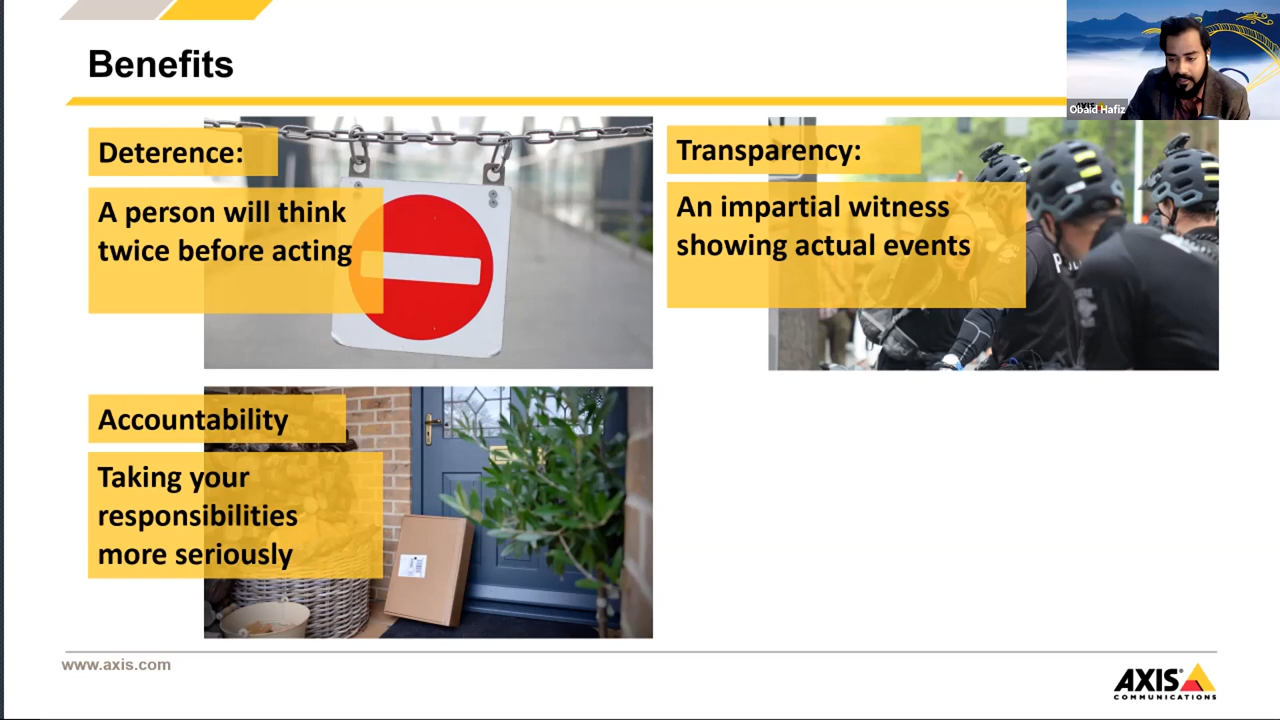 Benefits
Obaid Hafiz
Deterence:
A person will think
twice before acting
Transparency:
An impartial witness
showing actual events
Accountability
Taking your
responsibilities
more seriously
www.axis.com
AXIS
COMMUNICATIONS